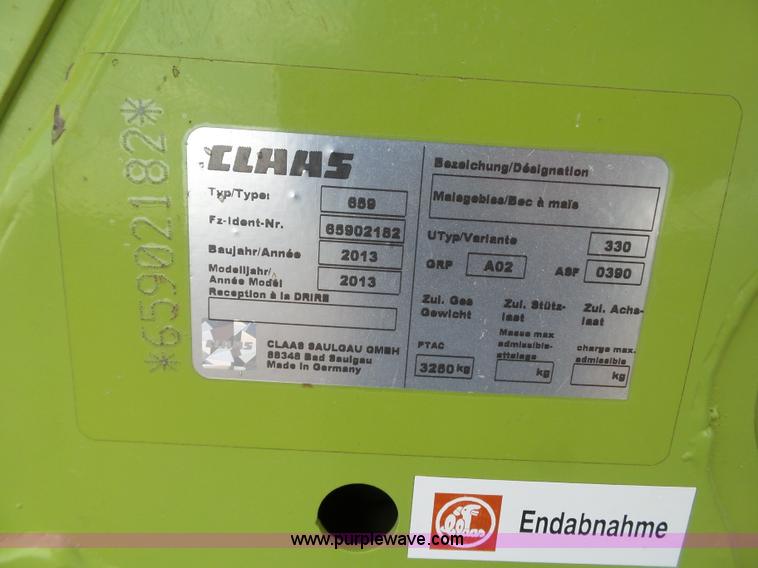 *65902182*
CLAAS
Typ/Type: 659
Fz-Ident-Nr. 65902182
Baujahr/Année 2013
Modelljahr/
Année Model 2013
Reception à la DRIRE
CLAAS
CLAAS SAULGAU GMBH
88348 Bad Saulgau
Made in Germany
Bezeichung/Désignation
Maisgebiss/Bec à maïs
UTyp/Variante 330
GRP A02 ASF 0390
Zul. Ges
Gewicht
PTAC
3250 kg
Zul. Stütz-
last
Masse max
admissible-
attelage
kg
Zul. Achs-
last
charge max.
admissible
kg
Claas
Endabnahme
www.purplewave.com